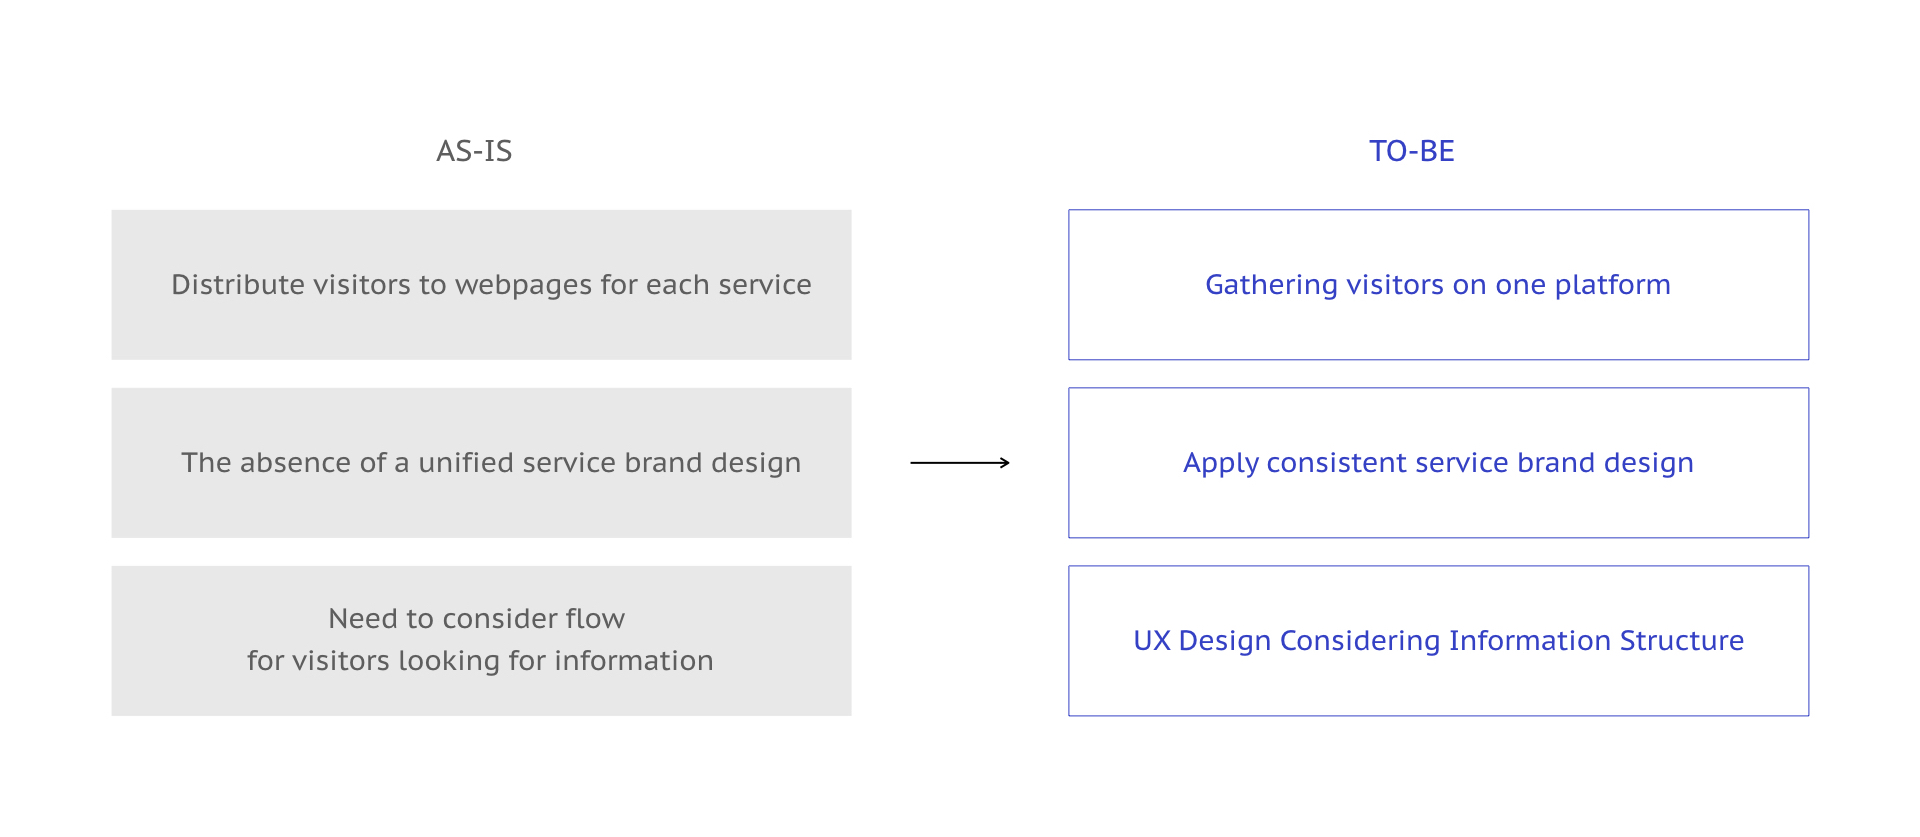 AS-IS
TO-BE
Distribute visitors to webpages for each service
Gathering visitors on one platform
The absence of a unified service brand design
Apply consistent service brand design
Need to consider flow
for visitors looking for information
UX Design Considering Information Structure